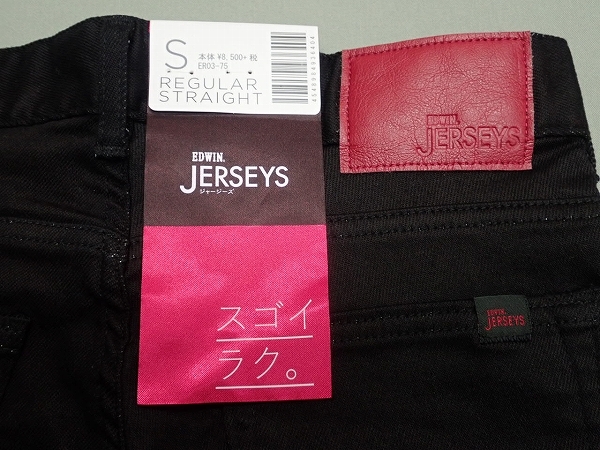 S
本体 ¥8,500+税
ER03-75
REGULAR
STRAIGHT
EDWIN.
JERSEYS
ジャージーズ
スゴイ
ラク。
EDWIN.
JERSEYS
EDWIN.
JERSEYS